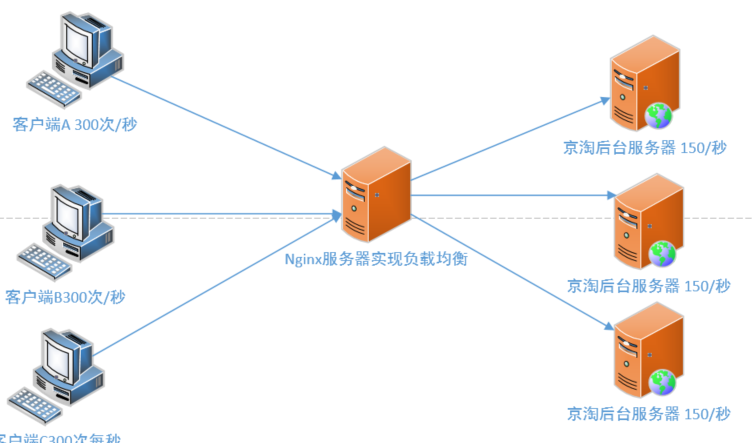 客户端A 300次/秒
京淘后台服务器 150/秒
Nginx服务器实现负载均衡
客户端B300次/秒
京淘后台服务器 150/秒
京淘后台服务器 150/秒
客户端C300次每秒